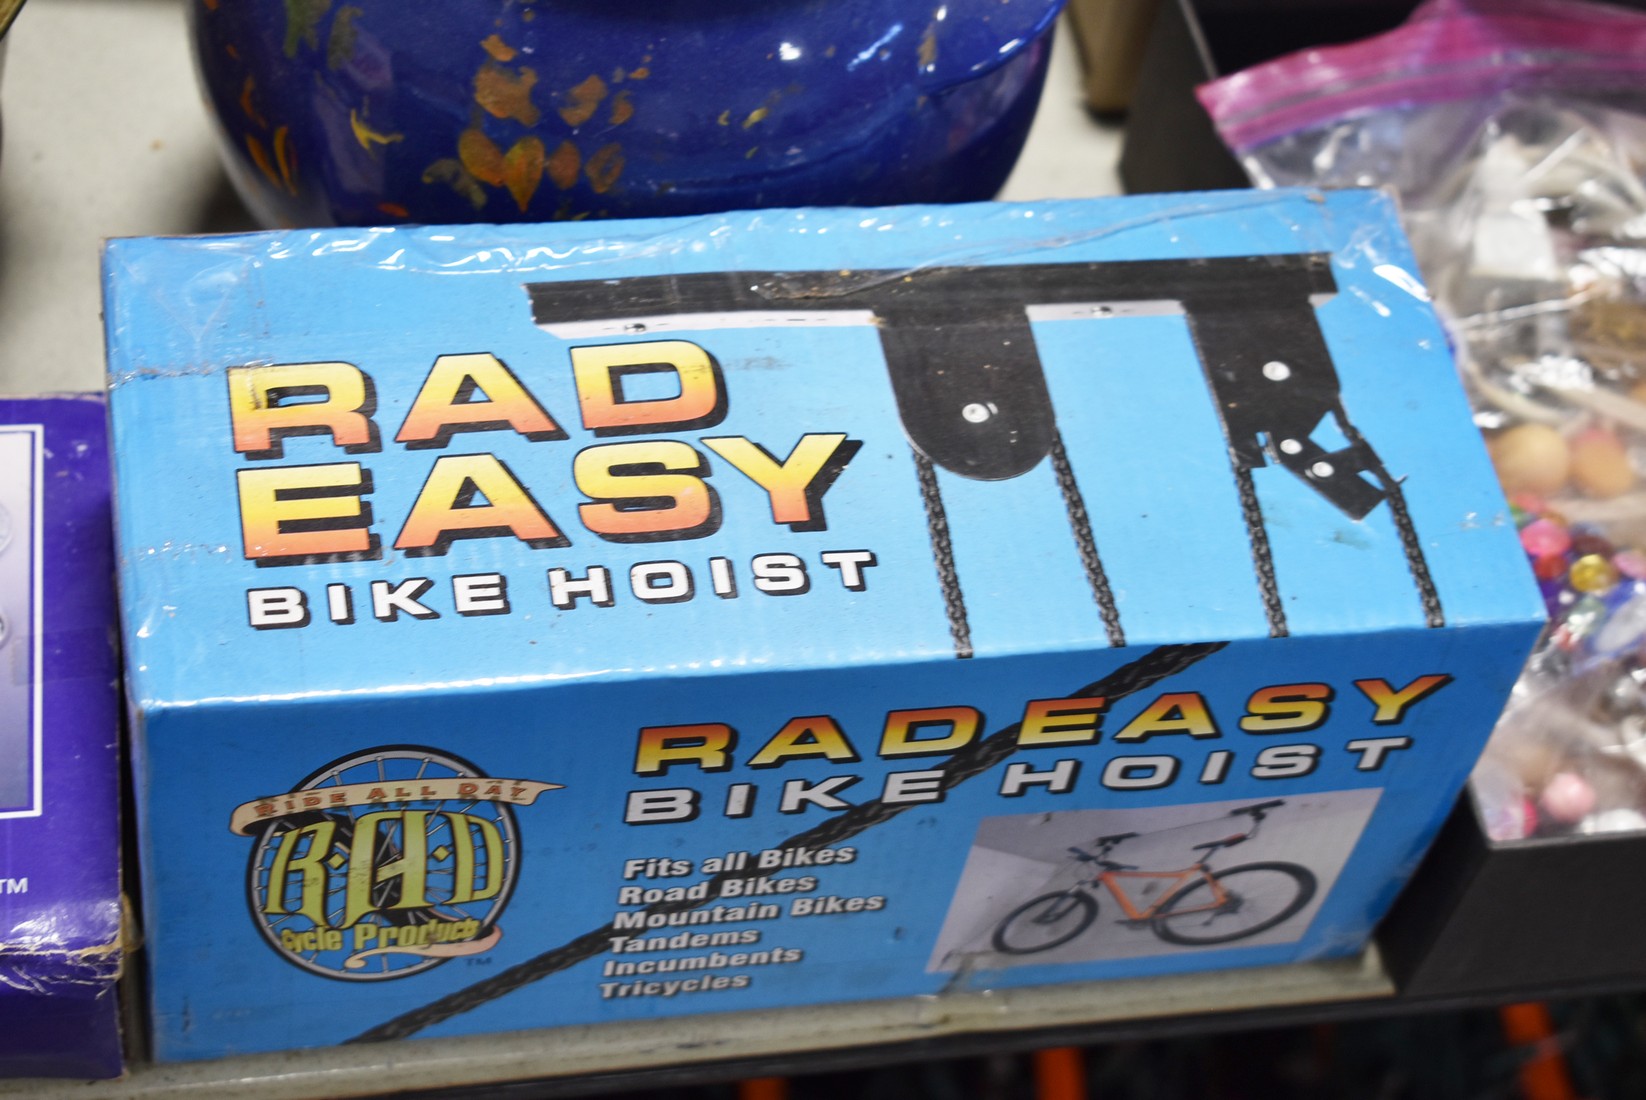 RAD
EASY
BIKE HOIST
RAD EASY
BIKE HOIST
RIDE ALL DAY
R·A·D
Cycle Products
TM
Fits all Bikes
Road Bikes
Mountain Bikes
Tandems
Incumbents
Tricycles
TM